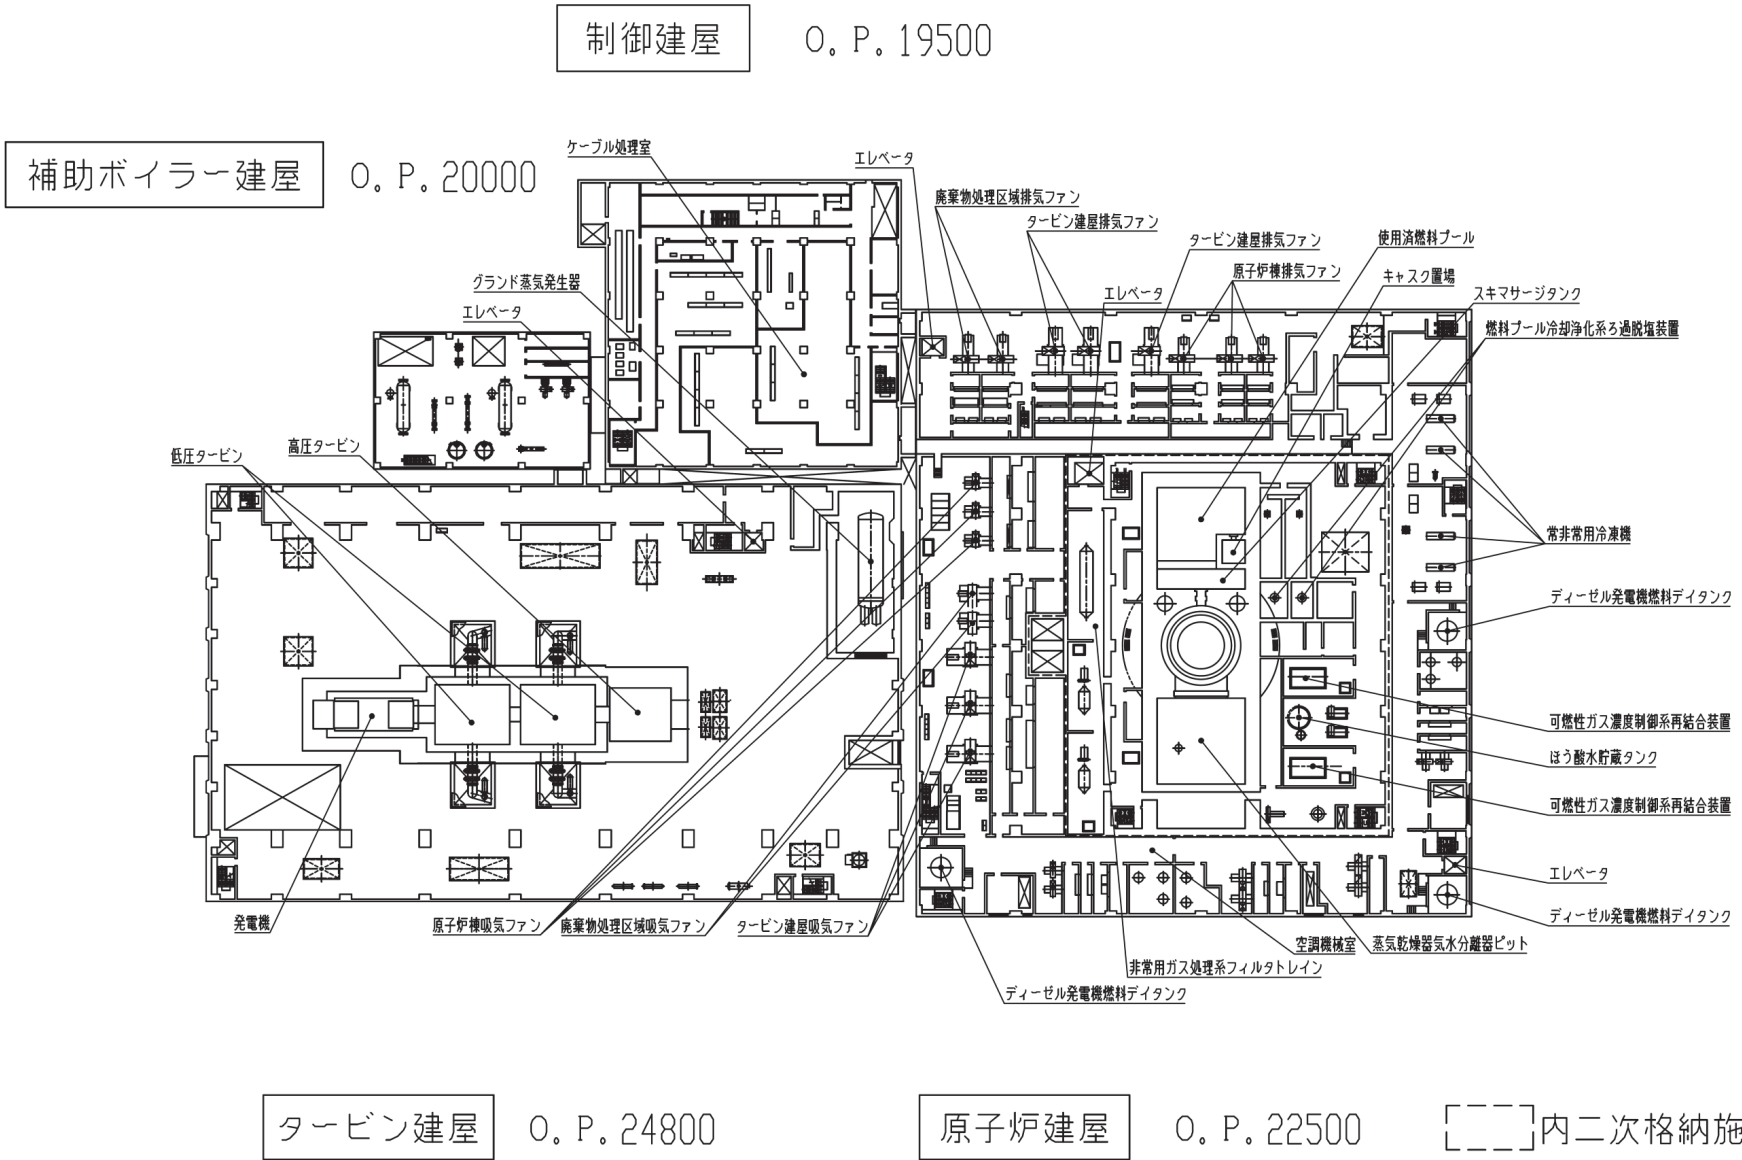 制御建屋 O. P. 19500
補助ボイラー建屋 O. P. 20000
ケーブル処理室
エレベータ
廃棄物処理区域排気ファン
タービン建屋排気ファン
タービン建屋排気ファン
使用済燃料プール
原子炉棟排気ファン
キャスク置場
グランド蒸気発生器
エレベータ
スキマサージタンク
エレベータ
燃料プール冷却浄化系ろ過脱塩装置
高圧タービン
低圧タービン
常非常用冷凍機
ディーゼル発電機燃料デイタンク
可燃性ガス濃度制御系再結合装置
ほう酸水貯蔵タンク
可燃性ガス濃度制御系再結合装置
エレベータ
ディーゼル発電機燃料デイタンク
発電機
原子炉棟吸気ファン
廃棄物処理区域吸気ファン
タービン建屋吸気ファン
空調機械室
蒸気乾燥器気水分離器ピット
非常用ガス処理系フィルタトレイン
ディーゼル発電機燃料デイタンク
タービン建屋 O. P. 24800
原子炉建屋 O. P. 22500
内二次格納施